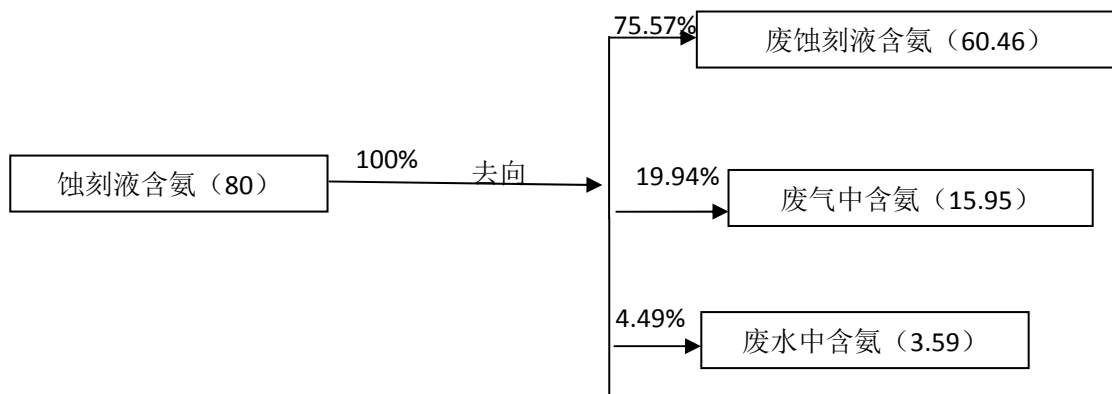 75.57%
废蚀刻液含氨（60.46）
蚀刻液含氨（80）
100%
去向
19.94%
废气中含氨（15.95）
4.49%
废水中含氨（3.59）